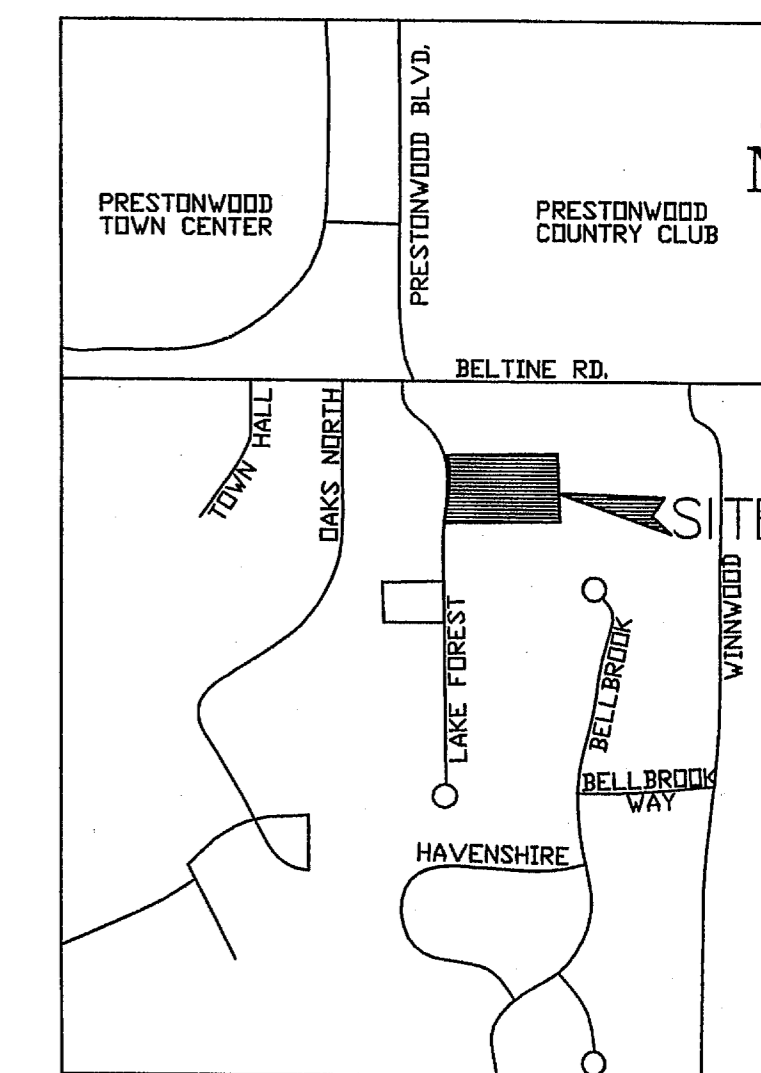 PRESTONWOOD BLVD.
PRESTONWOOD
TOWN CENTER
PRESTONWOOD
COUNTRY CLUB
BELTINE RD.
TOWN HALL
OAKS NORTH
SITE
WINNWOOD
LAKE FOREST
BELLBROOK
BELLBROOK
WAY
HAVENSHIRE